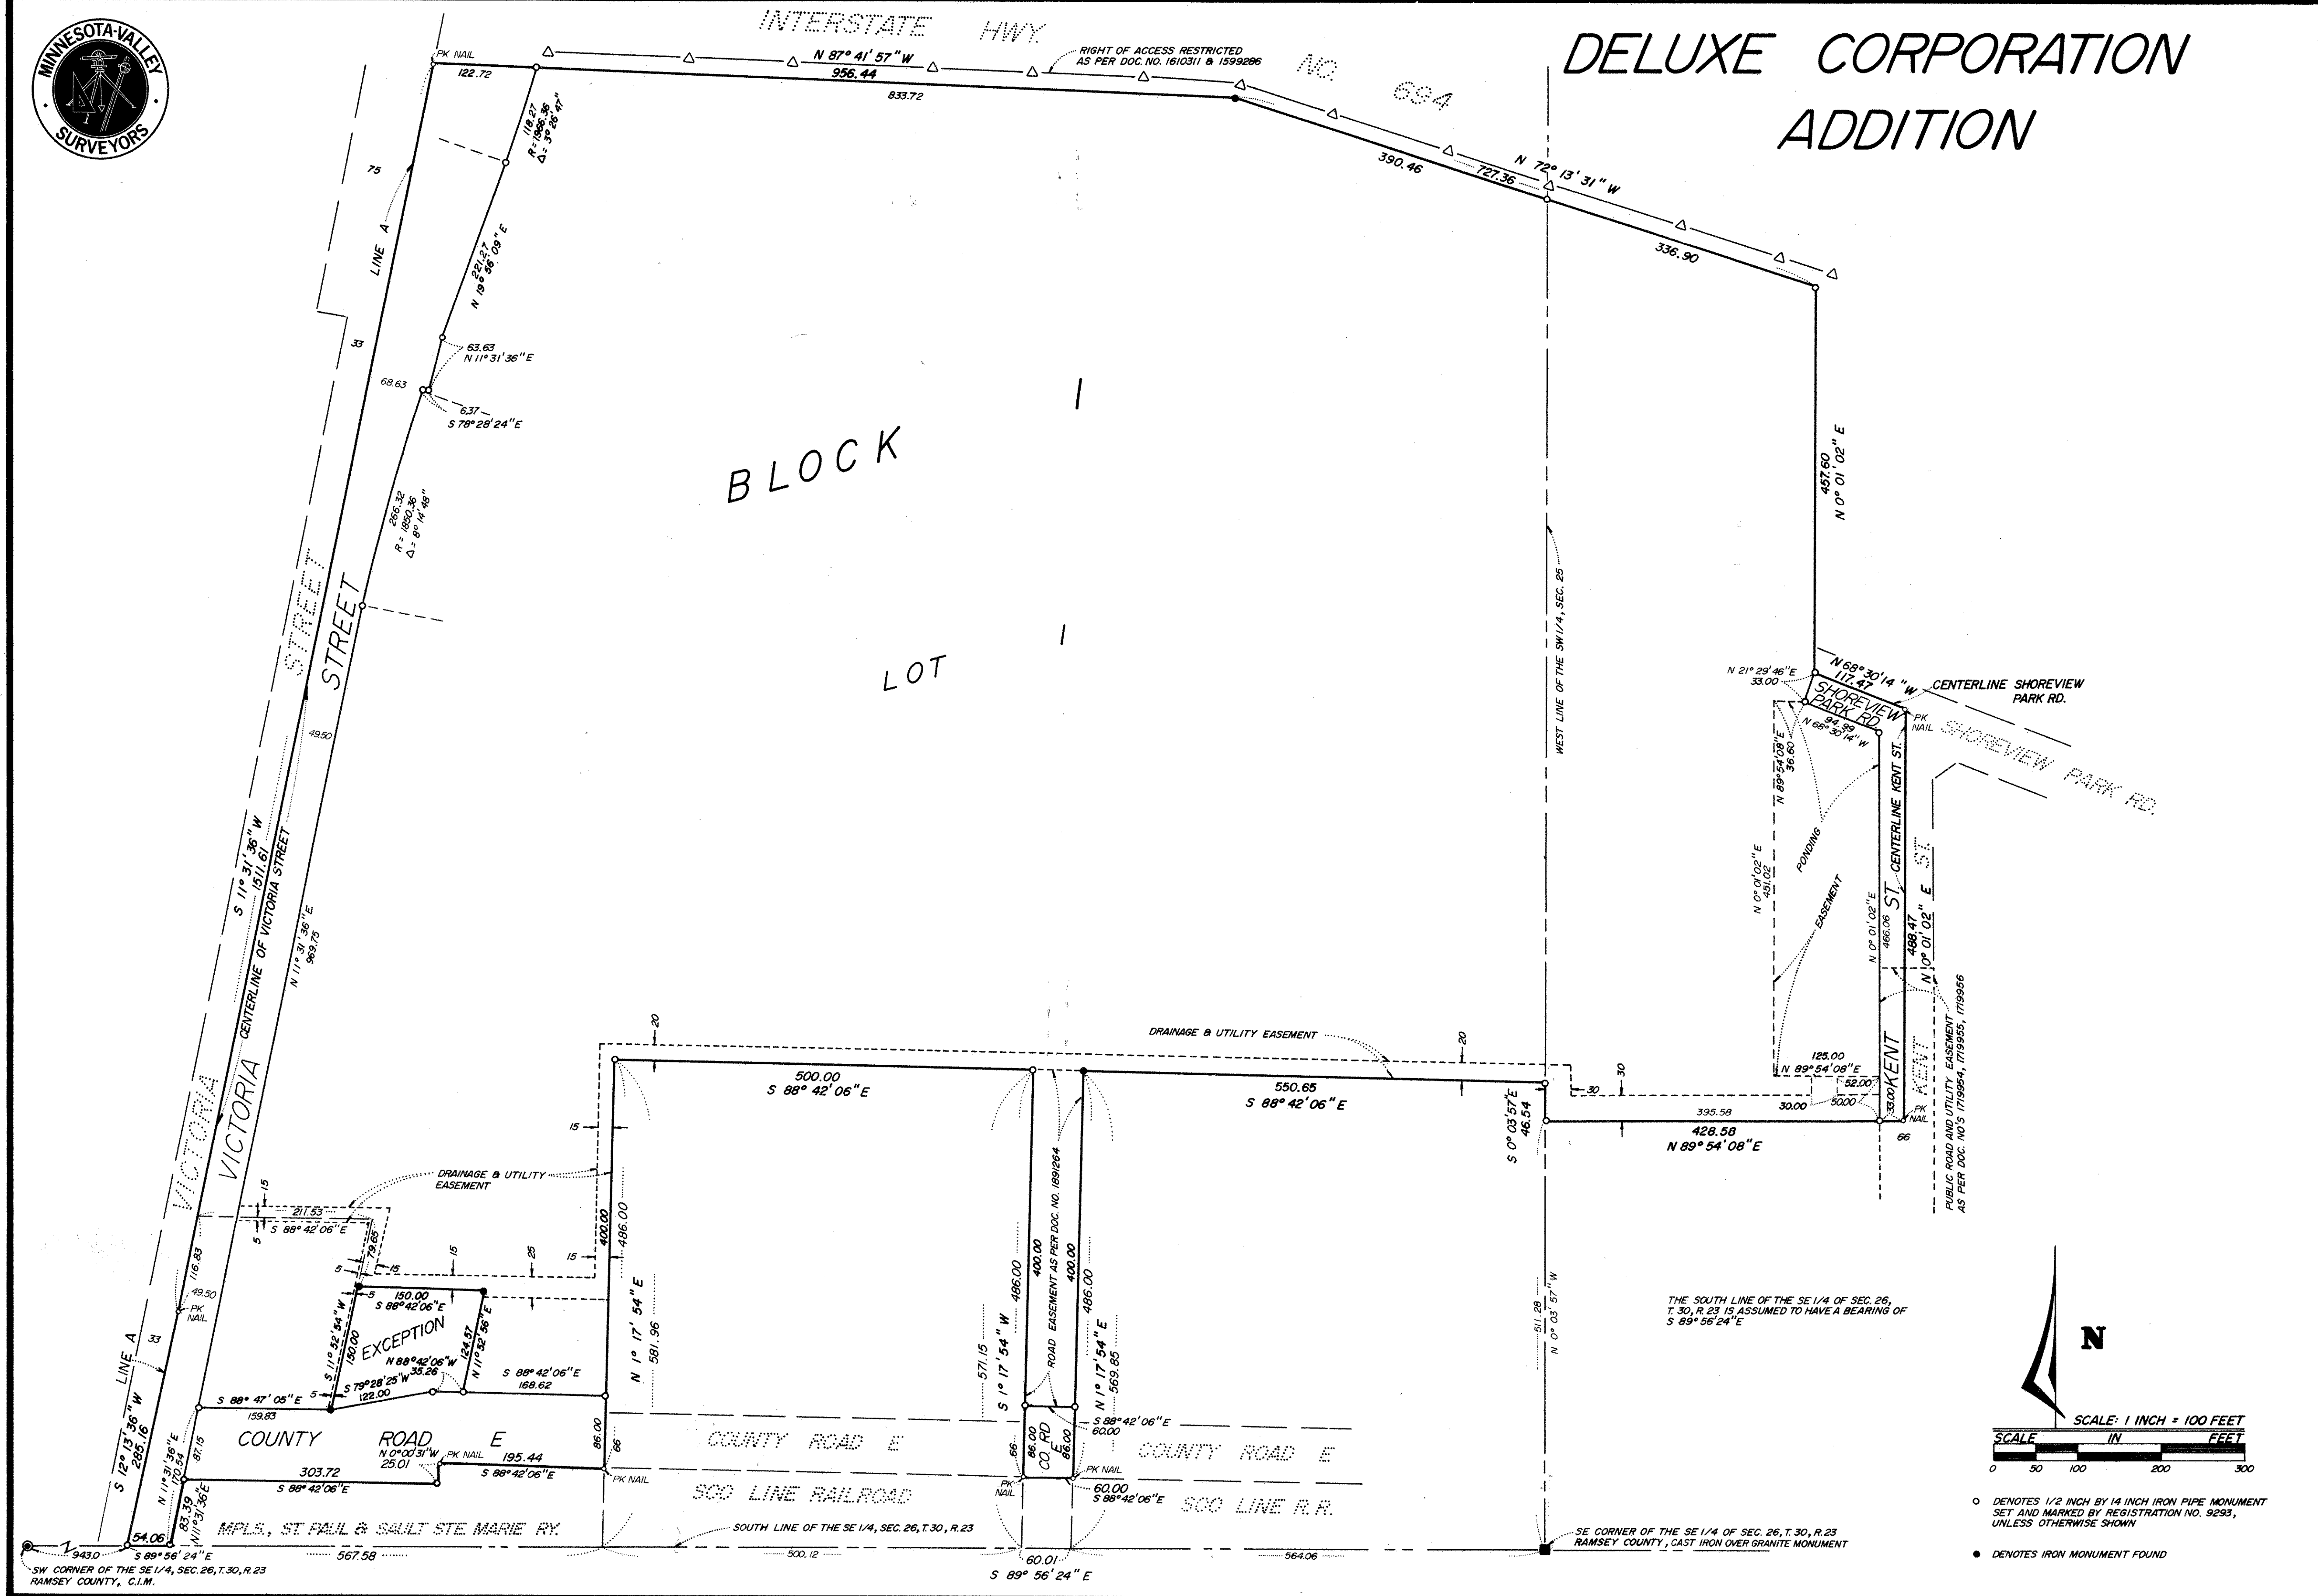 MINNESOTA-VALLEY
SURVEYORS
DELUXE CORPORATION
ADDITION
INTERSTATE HWY. NO. 694
PK NAIL
122.72
N 87° 41' 57" W
956.44
833.72
RIGHT OF ACCESS RESTRICTED
AS PER DOC. NO. 1610311 & 1599286
390.46
727.36
N 72° 13' 31" W
336.90
118.27
R = 1966.36
Δ = 3° 26' 47"
75
LINE A
221.27
N 19° 56' 09" E
33
63.63
N 11° 31' 36" E
68.63
6.37
S 78° 28' 24" E
266.32
R = 1850.36
Δ = 8° 14' 48"
BLOCK 1
LOT 1
457.60
N 0° 01' 02" E
WEST LINE OF THE SW 1/4, SEC. 25
STREET
STREET
49.50
S 11° 31' 36" W
1511.61
CENTERLINE OF VICTORIA STREET
N 11° 31' 36" E
969.75
VICTORIA
VICTORIA
N 21° 29' 46" E
33.00
N 68° 30' 14" W
117.47
CENTERLINE SHOREVIEW
PARK RD.
SHOREVIEW
PARK RD.
94.99
N 68° 30' 14" W
PK
NAIL
SHOREVIEW PARK RD.
N 89° 54' 08" E
36.60
N 0° 01' 02" E
451.02
PONDING
EASEMENT
N 0° 01' 02" E
466.06
KENT ST.
CENTERLINE KENT ST.
488.47
N 0° 01' 02" E
KENT ST.
PUBLIC ROAD AND UTILITY EASEMENT
AS PER DOC. NO'S 1719954, 1719955, 1719956
125.00
N 89° 54' 08" E
52.00
30.00
50.00
33.00
PK
NAIL
66
20
500.00
S 88° 42' 06" E
DRAINAGE & UTILITY EASEMENT
20
550.65
S 88° 42' 06" E
30
30
395.58
428.58
N 89° 54' 08" E
S 0° 03' 57" E
46.54
15
DRAINAGE & UTILITY
EASEMENT
15
211.53
S 88° 42' 06" E
5
79.65
400.00
486.00
15
15
25
5
15
116.83
49.50
PK
NAIL
5
150.00
S 88° 42' 06" E
S 11° 52' 54" W
150.00
EXCEPTION
124.57
N 11° 52' 56" E
N 88° 42' 06" W
35.26
S 79° 28' 25" W
122.00
5
S 88° 42' 06" E
168.62
N 1° 17' 54" E
581.96
486.00
400.00
ROAD EASEMENT AS PER DOC. NO. 1891264
400.00
486.00
571.15
S 1° 17' 54" W
N 1° 17' 54" E
569.85
511.28
N 0° 03' 57" W
THE SOUTH LINE OF THE SE 1/4 OF SEC. 26,
T. 30, R. 23 IS ASSUMED TO HAVE A BEARING OF
S 89° 56' 24" E
LINE A
33
S 12° 13' 36" W
285.16
S 88° 47' 05" E
159.83
COUNTY ROAD E
N 0° 00' 31" W
25.01
PK NAIL
195.44
S 88° 42' 06" E
86.00
66
PK NAIL
COUNTY ROAD E
66
86.00
CO. RD
E
86.00
S 88° 42' 06" E
60.00
COUNTY ROAD E
PK NAIL
PK
NAIL
60.00
S 88° 42' 06" E
87.15
N 11° 31' 36" E
170.54
83.39
N 11° 31' 36" E
303.72
S 88° 42' 06" E
SOO LINE RAILROAD
SOO LINE R.R.
MPLS., ST. PAUL & SAULT STE. MARIE RY.
SOUTH LINE OF THE SE 1/4, SEC. 26, T. 30, R. 23
943.0
54.06
S 89° 56' 24" E
567.58
500.12
60.01
564.06
S 89° 56' 24" E
SW CORNER OF THE SE 1/4, SEC. 26, T. 30, R. 23
RAMSEY COUNTY, C.I.M.
SE CORNER OF THE SE 1/4 OF SEC. 26, T. 30, R. 23
RAMSEY COUNTY, CAST IRON OVER GRANITE MONUMENT
N
SCALE: 1 INCH = 100 FEET
SCALE IN FEET
0 50 100 200 300
DENOTES 1/2 INCH BY 14 INCH IRON PIPE MONUMENT
SET AND MARKED BY REGISTRATION NO. 9293,
UNLESS OTHERWISE SHOWN
DENOTES IRON MONUMENT FOUND